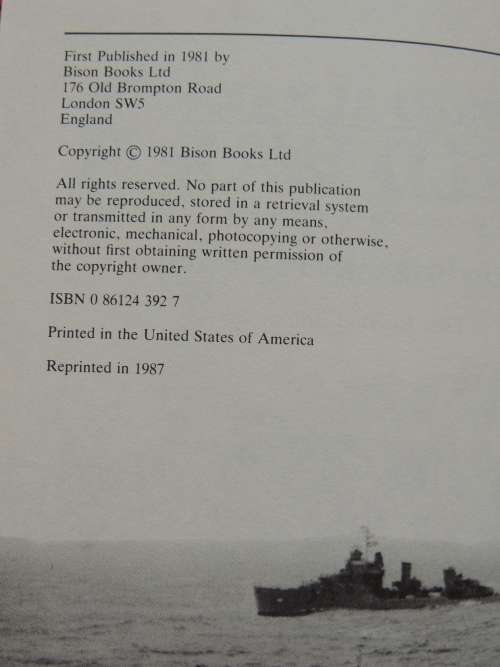 First Published in 1981 by
Bison Books Ltd
176 Old Brompton Road
London SW5
England
Copyright © 1981 Bison Books Ltd
All rights reserved. No part of this publication
may be reproduced, stored in a retrieval system
or transmitted in any form by any means,
electronic, mechanical, photocopying or otherwise,
without first obtaining written permission of
the copyright owner.
ISBN 0 86124 392 7
Printed in the United States of America
Reprinted in 1987